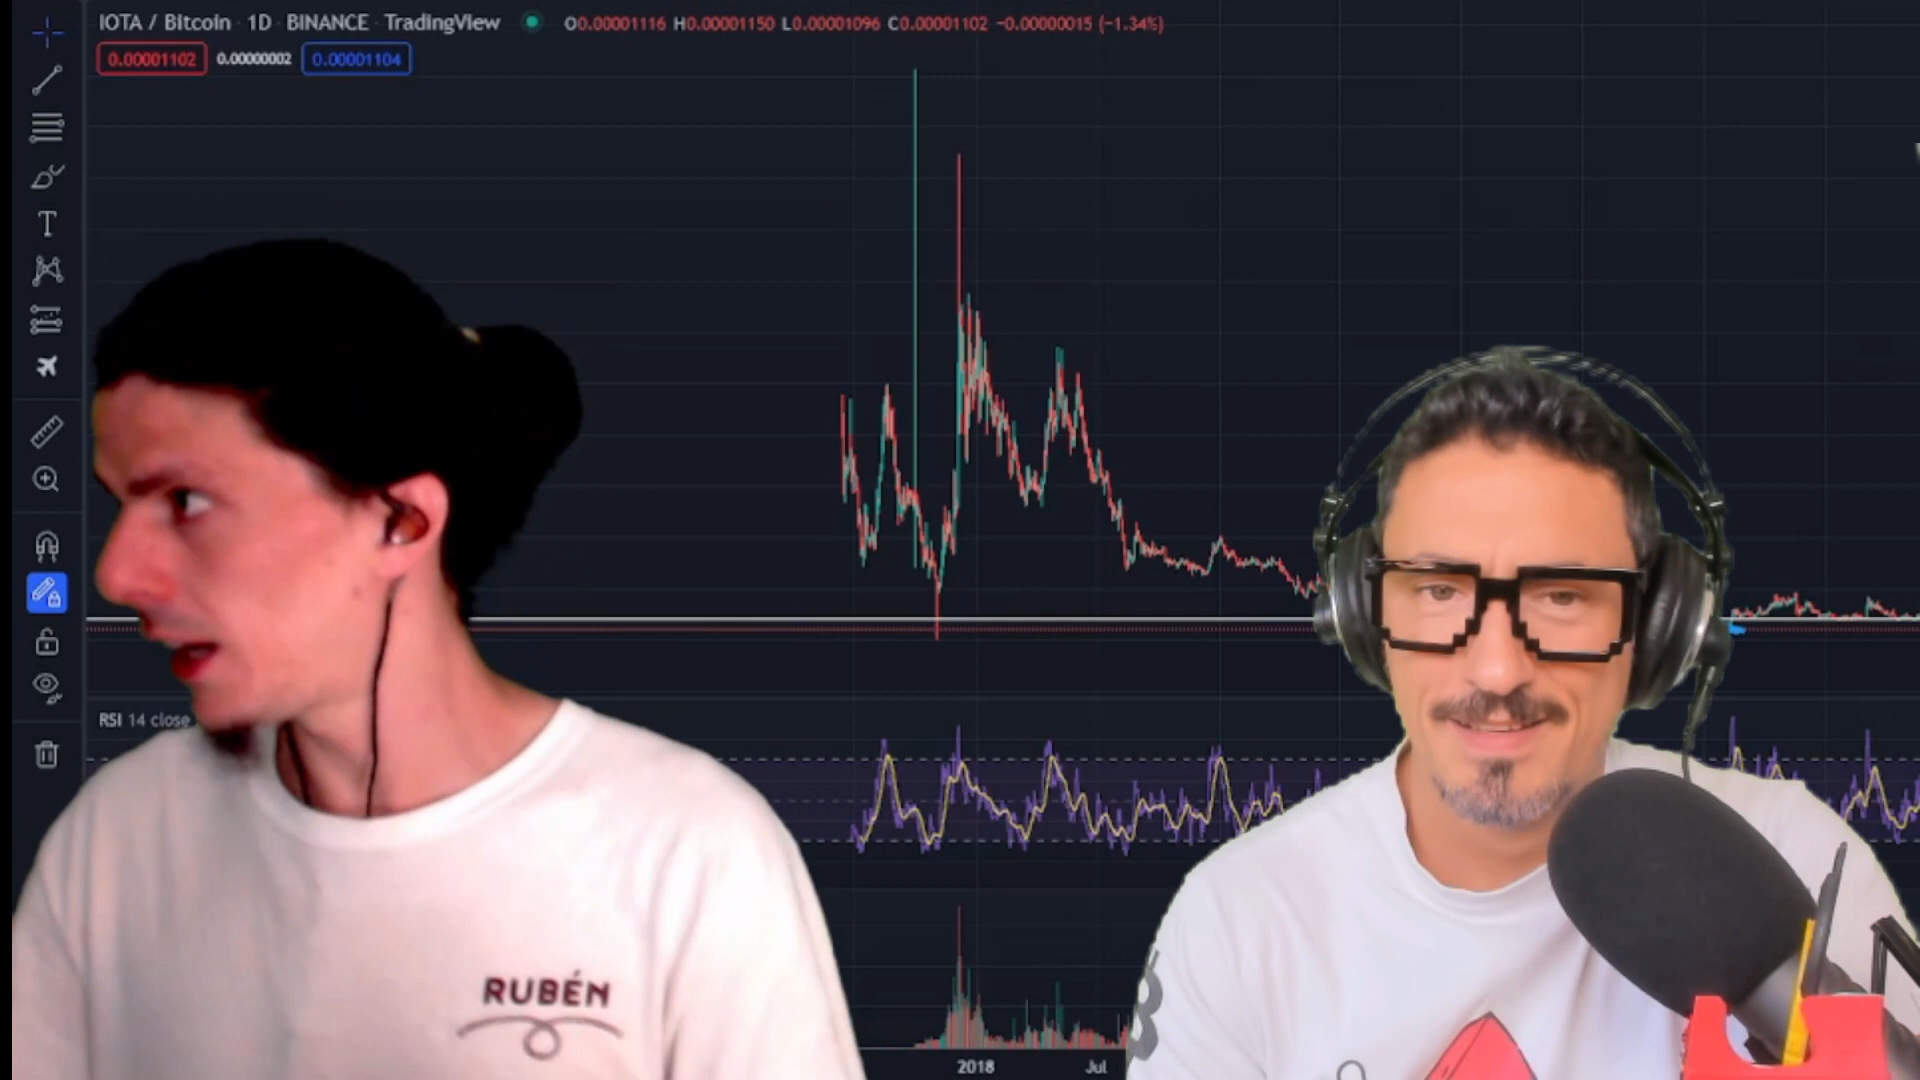 IOTA / Bitcoin 1D BINANCE TradingView O0.00001116 H0.00001150 L0.00001096 C0.00001102 −0.00000015 (−1.34%)
0.00001102 0.00000002 0.00001104
T
RSI 14 close
RUBÉN
2018 Jul